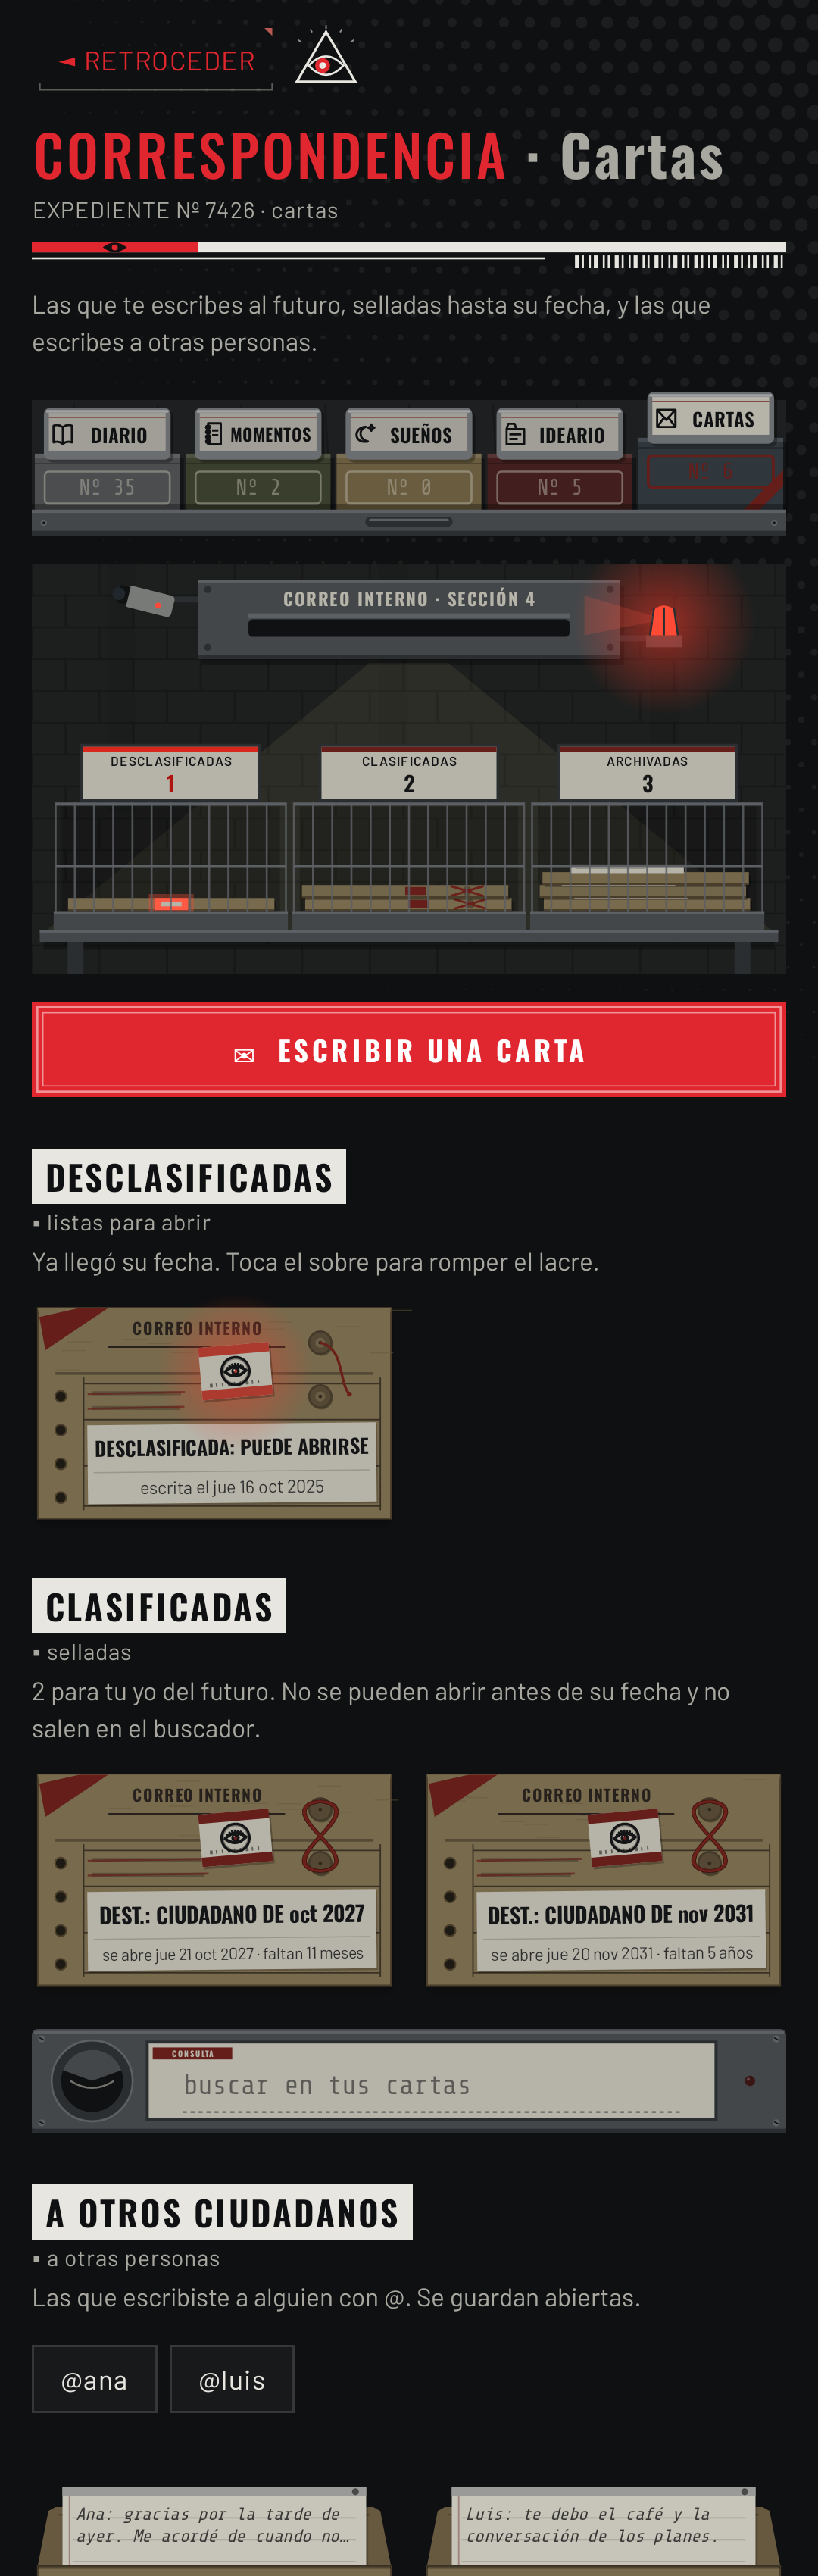 ◄ RETROCEDER
CORRESPONDENCIA · Cartas
EXPEDIENTE Nº 7426 · cartas
Las que te escribes al futuro, selladas hasta su fecha, y las que
escribes a otras personas.
DIARIO
MOMENTOS
SUEÑOS
IDEARIO
CARTAS
Nº 35
Nº 2
Nº 0
Nº 5
Nº 6
CORREO INTERNO · SECCIÓN 4
DESCLASIFICADAS
1
CLASIFICADAS
2
ARCHIVADAS
3
✉ ESCRIBIR UNA CARTA
DESCLASIFICADAS
▪ listas para abrir
Ya llegó su fecha. Toca el sobre para romper el lacre.
CORREO INTERNO
DESCLASIFICADA: PUEDE ABRIRSE
escrita el jue 16 oct 2025
CLASIFICADAS
▪ selladas
2 para tu yo del futuro. No se pueden abrir antes de su fecha y no
salen en el buscador.
CORREO INTERNO
DEST.: CIUDADANO DE oct 2027
se abre jue 21 oct 2027 · faltan 11 meses
CORREO INTERNO
DEST.: CIUDADANO DE nov 2031
se abre jue 20 nov 2031 · faltan 5 años
CONSULTA
buscar en tus cartas
A OTROS CIUDADANOS
▪ a otras personas
Las que escribiste a alguien con @. Se guardan abiertas.
@ana
@luis
Ana: gracias por la tarde de
ayer. Me acordé de cuando no…
Luis: te debo el café y la
conversación de los planes.